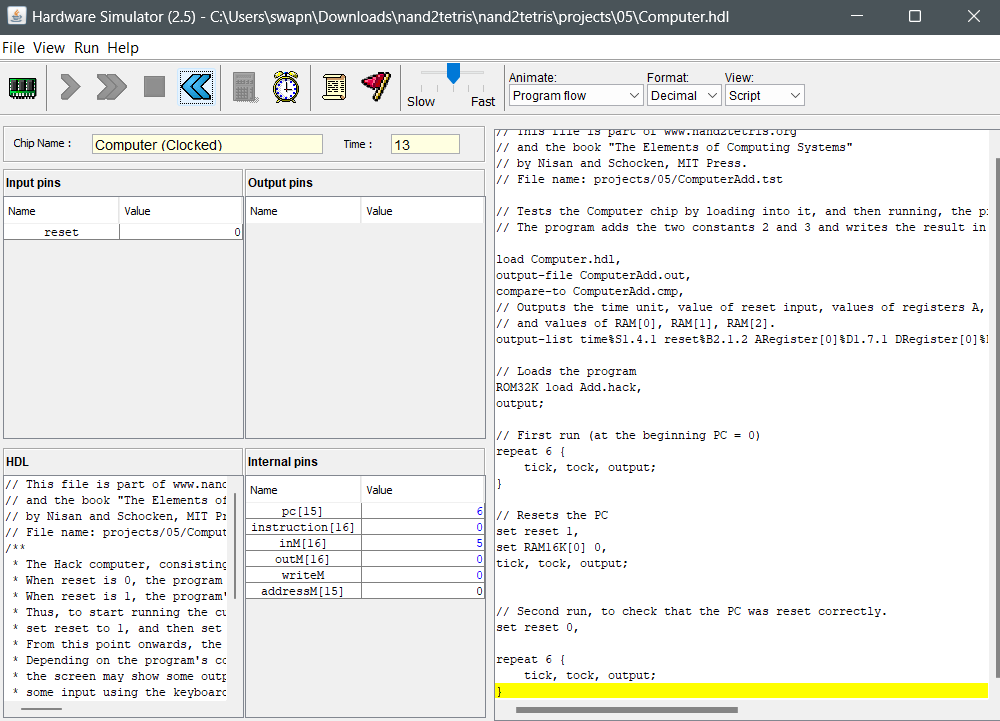 Hardware Simulator (2.5) - C:\Users\swapn\Downloads\nand2tetris\nand2tetris\projects\05\Computer.hdl
File View Run Help
Slow Fast
Animate: Format: View:
Program flow Decimal Script
Chip Name : Computer (Clocked) Time : 13
Input pins
Name Value
reset 0
Output pins
Name Value
HDL
// This file is part of www.nand
// and the book "The Elements of
// by Nisan and Schocken, MIT Pr
// File name: projects/05/Comput
/**
* The Hack computer, consisting
* When reset is 0, the program
* When reset is 1, the program'
* Thus, to start running the cu
* set reset to 1, and then set
* From this point onwards, the
* Depending on the program's co
* the screen may show some outp
* some input using the keyboard
Internal pins
Name Value
pc[15] 6
instruction[16] 0
inM[16] 5
outM[16] 0
writeM 0
addressM[15] 0
// This file is part of www.nand2tetris.org
// and the book "The Elements of Computing Systems"
// by Nisan and Schocken, MIT Press.
// File name: projects/05/ComputerAdd.tst
// Tests the Computer chip by loading into it, and then running, the p
// The program adds the two constants 2 and 3 and writes the result in
load Computer.hdl,
output-file ComputerAdd.out,
compare-to ComputerAdd.cmp,
// Outputs the time unit, value of reset input, values of registers A,
// and values of RAM[0], RAM[1], RAM[2].
output-list time%S1.4.1 reset%B2.1.2 ARegister[0]%D1.7.1 DRegister[0]%
// Loads the program
ROM32K load Add.hack,
output;
// First run (at the beginning PC = 0)
repeat 6 {
tick, tock, output;
}
// Resets the PC
set reset 1,
set RAM16K[0] 0,
tick, tock, output;
// Second run, to check that the PC was reset correctly.
set reset 0,
repeat 6 {
tick, tock, output;
}